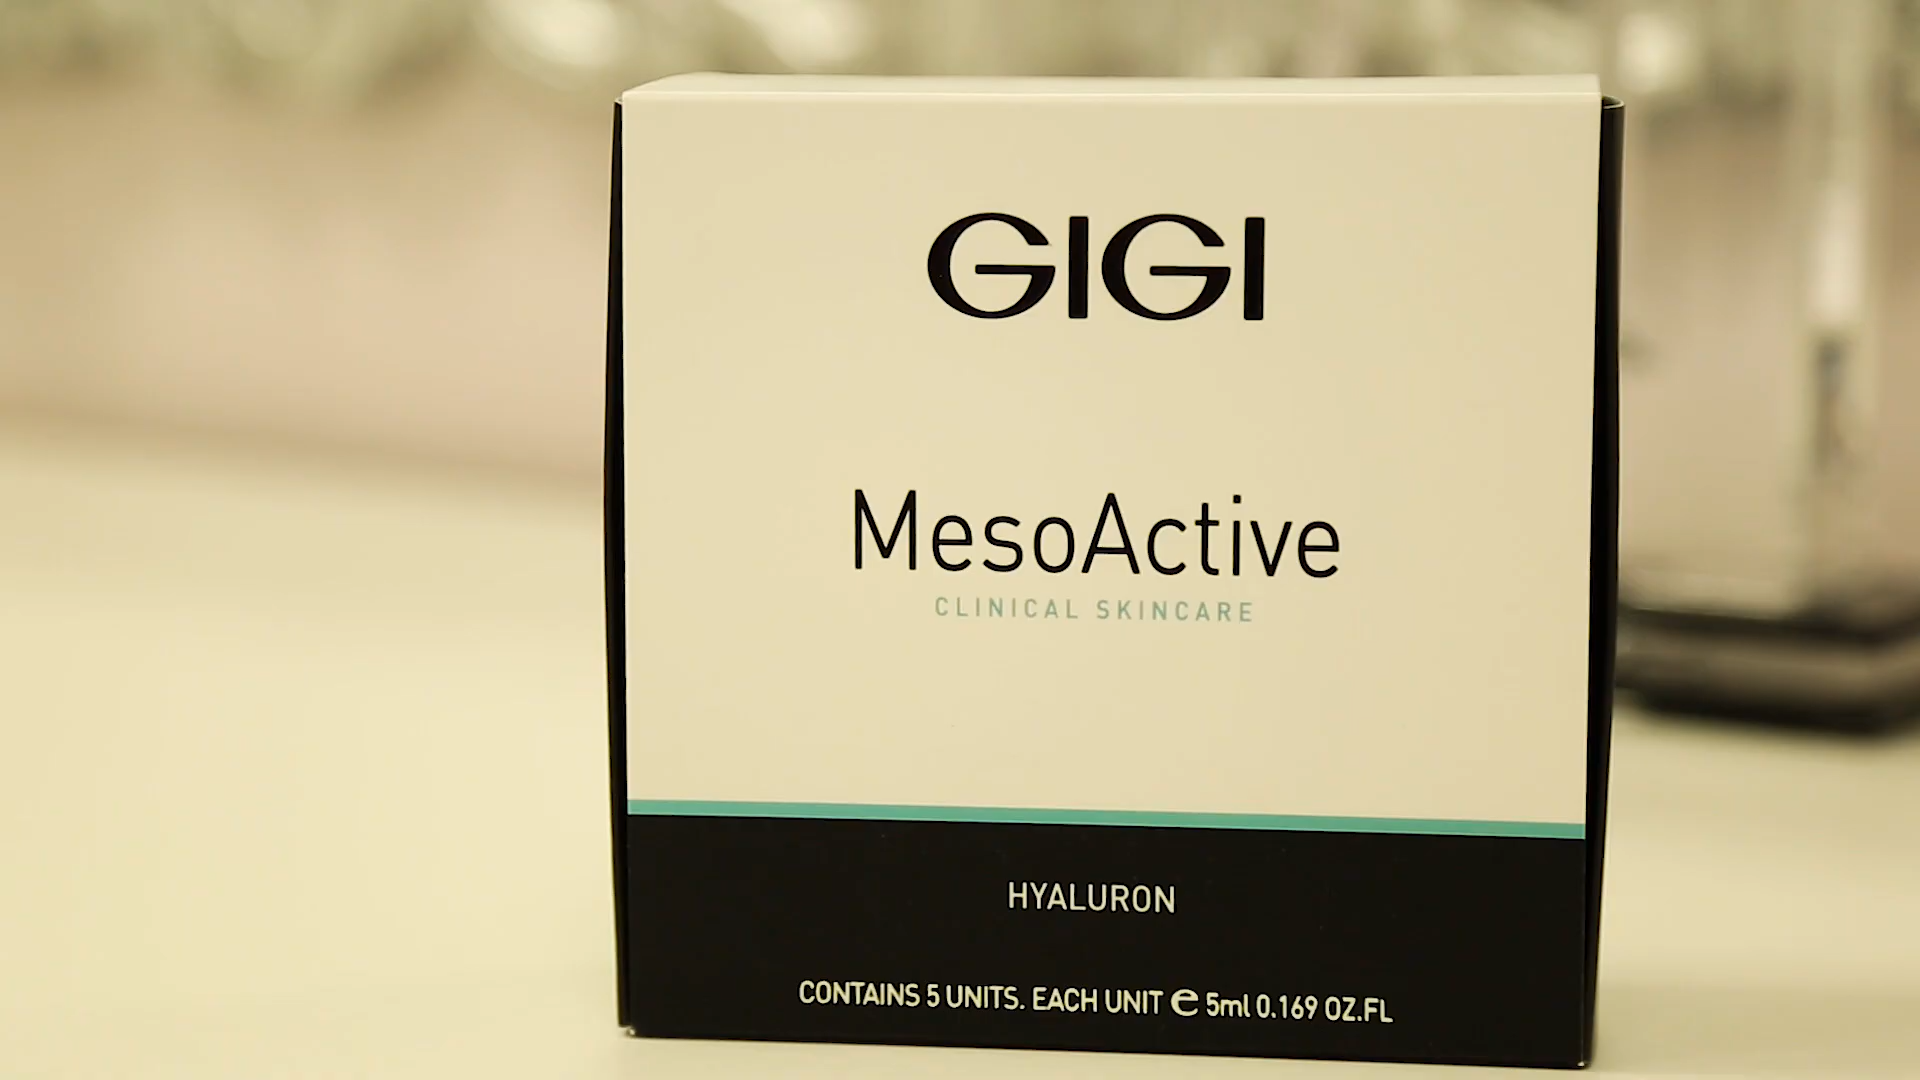 GIGI
MesoActive
CLINICAL SKINCARE
HYALURON
CONTAINS 5 UNITS. EACH UNIT ℮ 5ml 0.169 OZ.FL